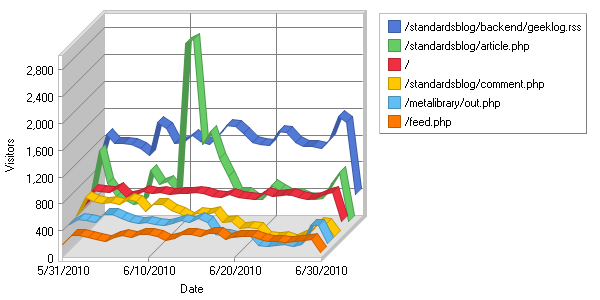 /standardsblog/backend/geeklog.rss
/standardsblog/article.php
/
/standardsblog/comment.php
/metalibrary/out.php
/feed.php
Visitors
2,800
2,400
2,000
1,600
1,200
800
400
0
5/31/2010 6/10/2010 6/20/2010 6/30/2010
Date